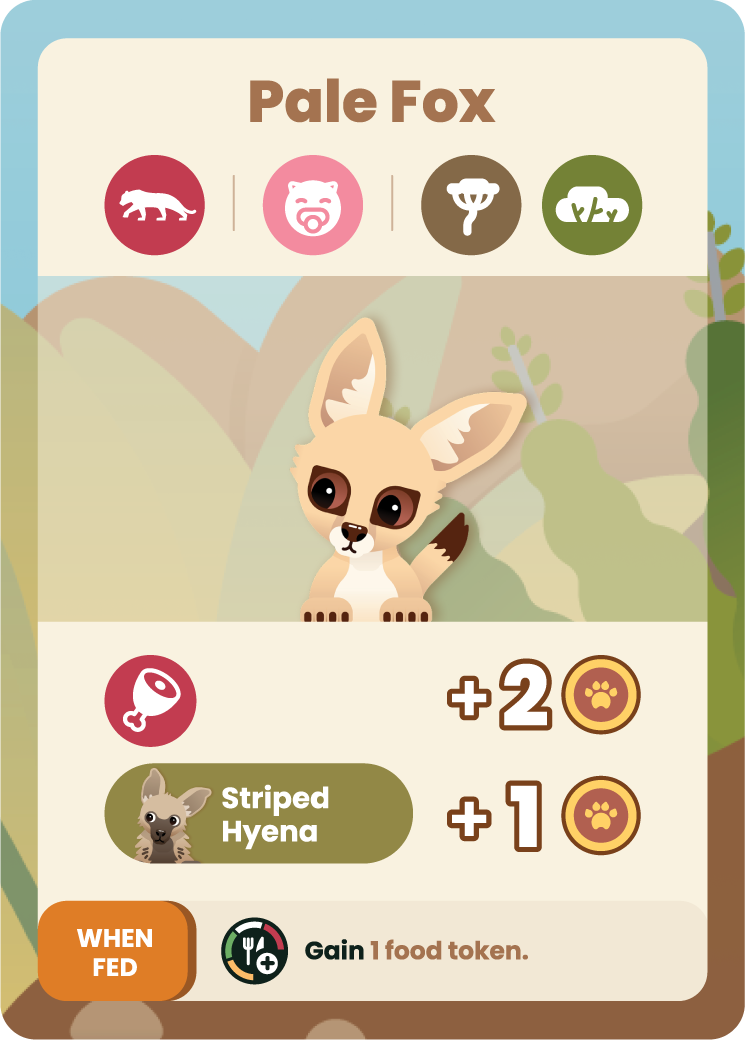 Pale Fox
+2
Striped
Hyena
+1
WHEN
FED
Gain 1 food token.